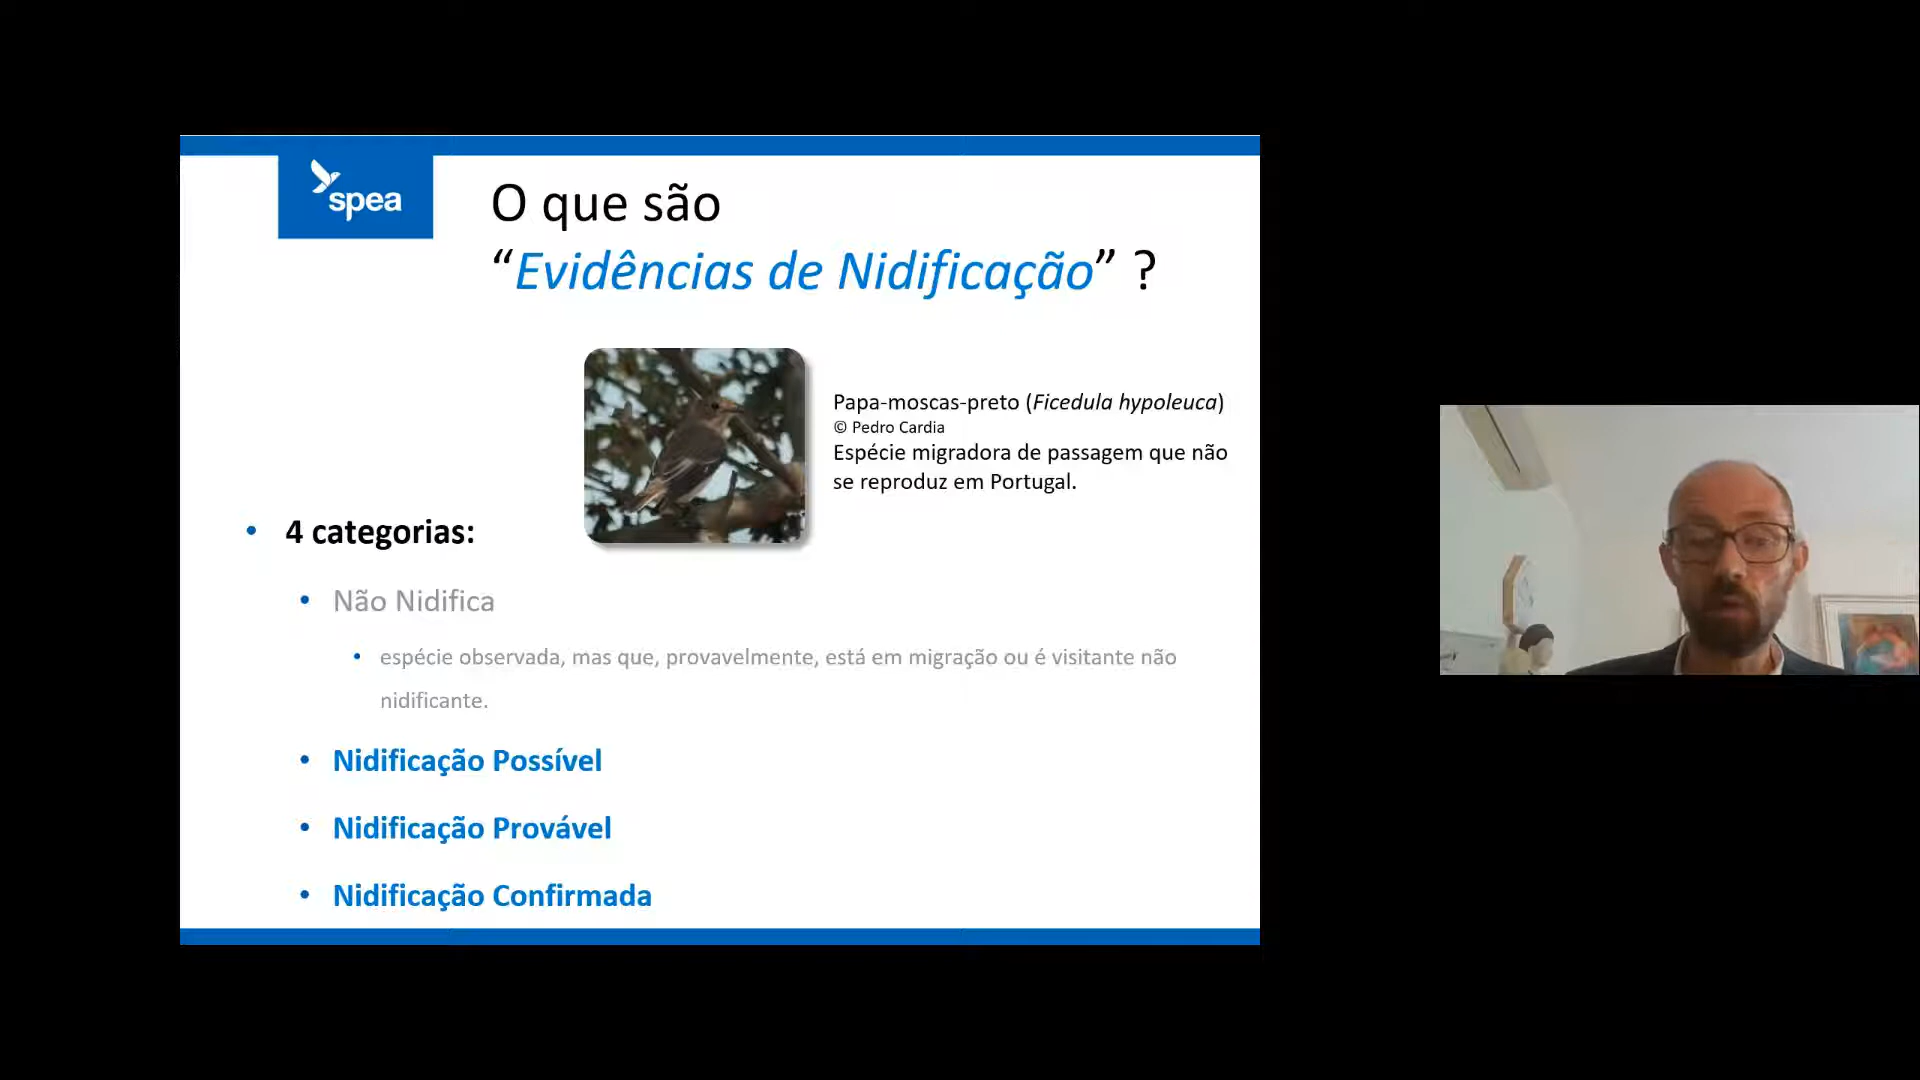 spea
O que são
“Evidências de Nidificação” ?
Papa-moscas-preto (Ficedula hypoleuca)
© Pedro Cardia
Espécie migradora de passagem que não
se reproduz em Portugal.
• 4 categorias:
• Não Nidifica
• espécie observada, mas que, provavelmente, está em migração ou é visitante não
nidificante.
• Nidificação Possível
• Nidificação Provável
• Nidificação Confirmada